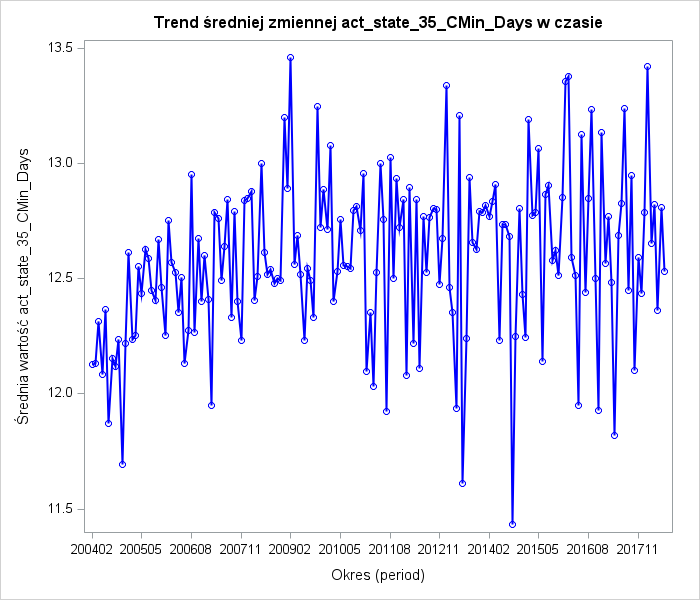 Trend średniej zmiennej act_state_35_CMin_Days w czasie
Średnia wartość act_state_35_CMin_Days
13.5
13.0
12.5
12.0
11.5
200402 200505 200608 200711 200902 201005 201108 201211 201402 201505 201608 201711
Okres (period)